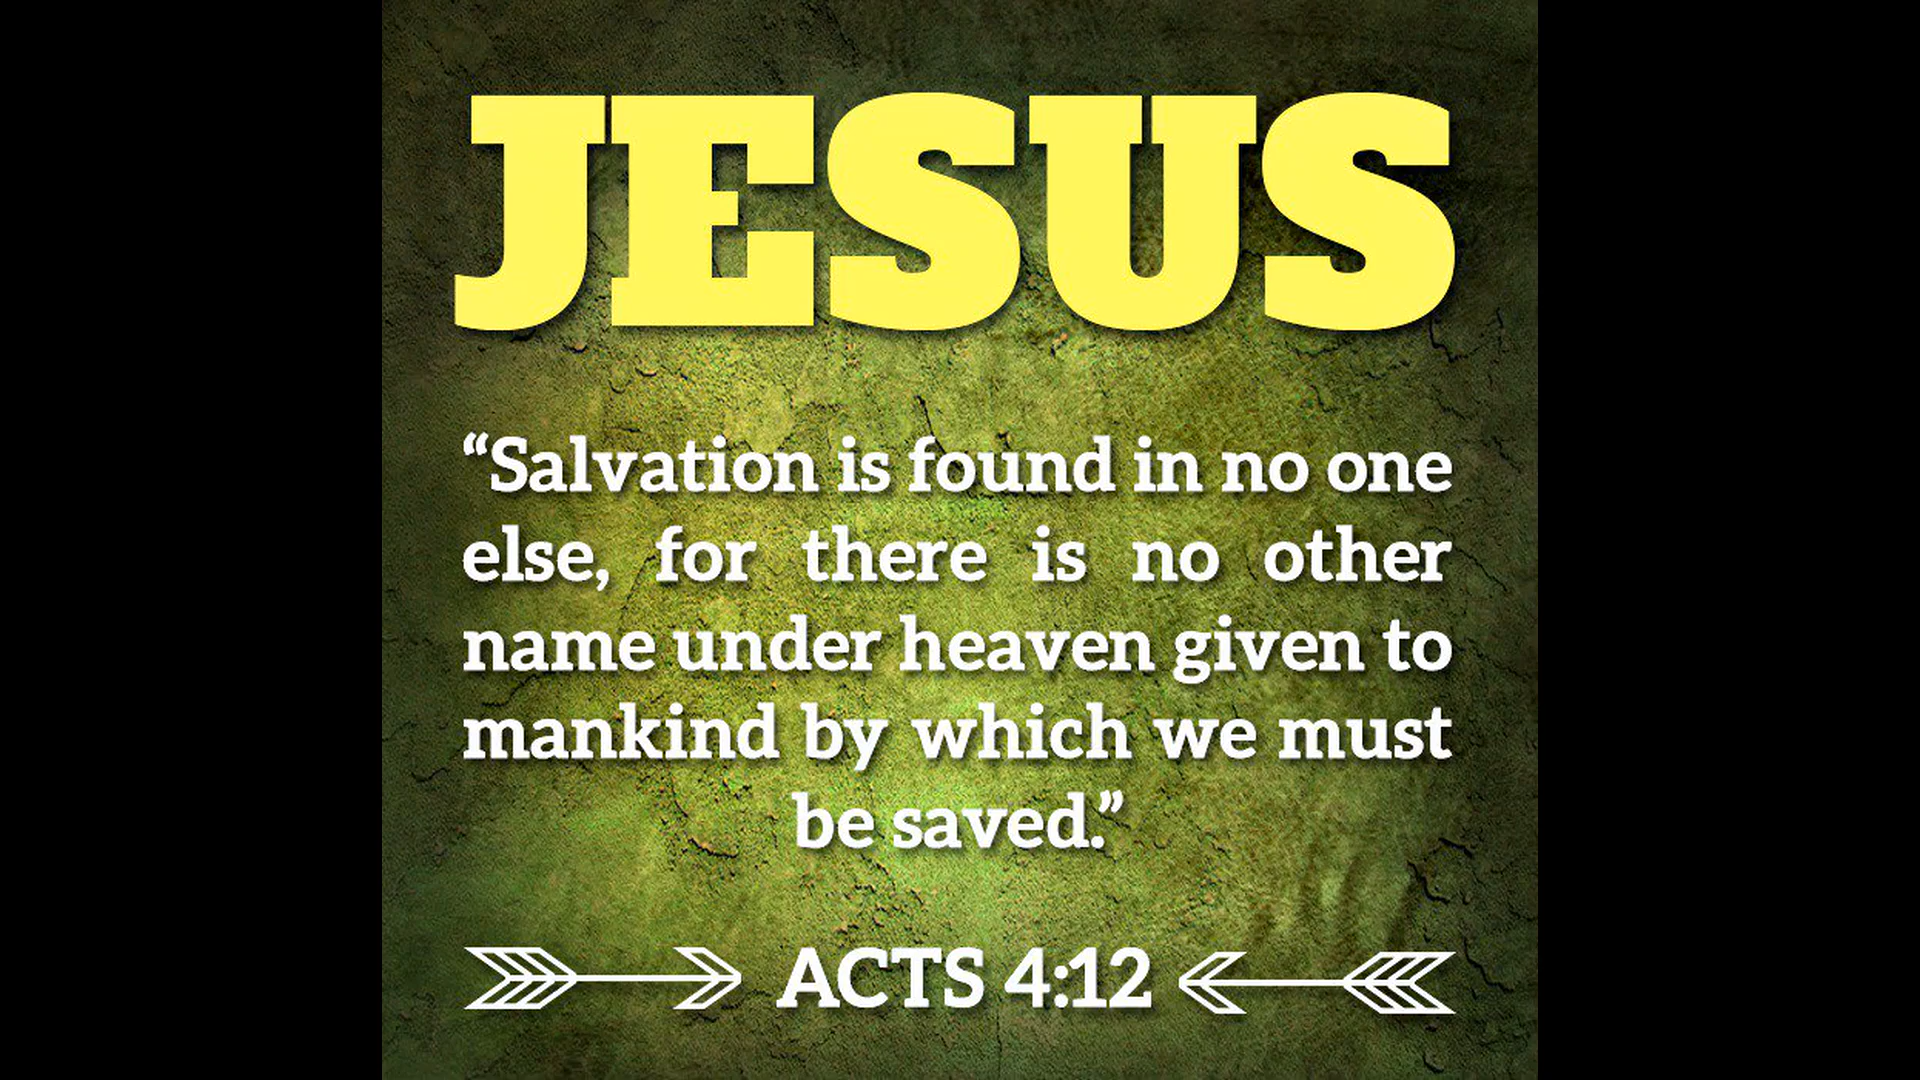 JESUS
“Salvation is found in no one
else, for there is no other
name under heaven given to
mankind by which we must
be saved.”
ACTS 4:12